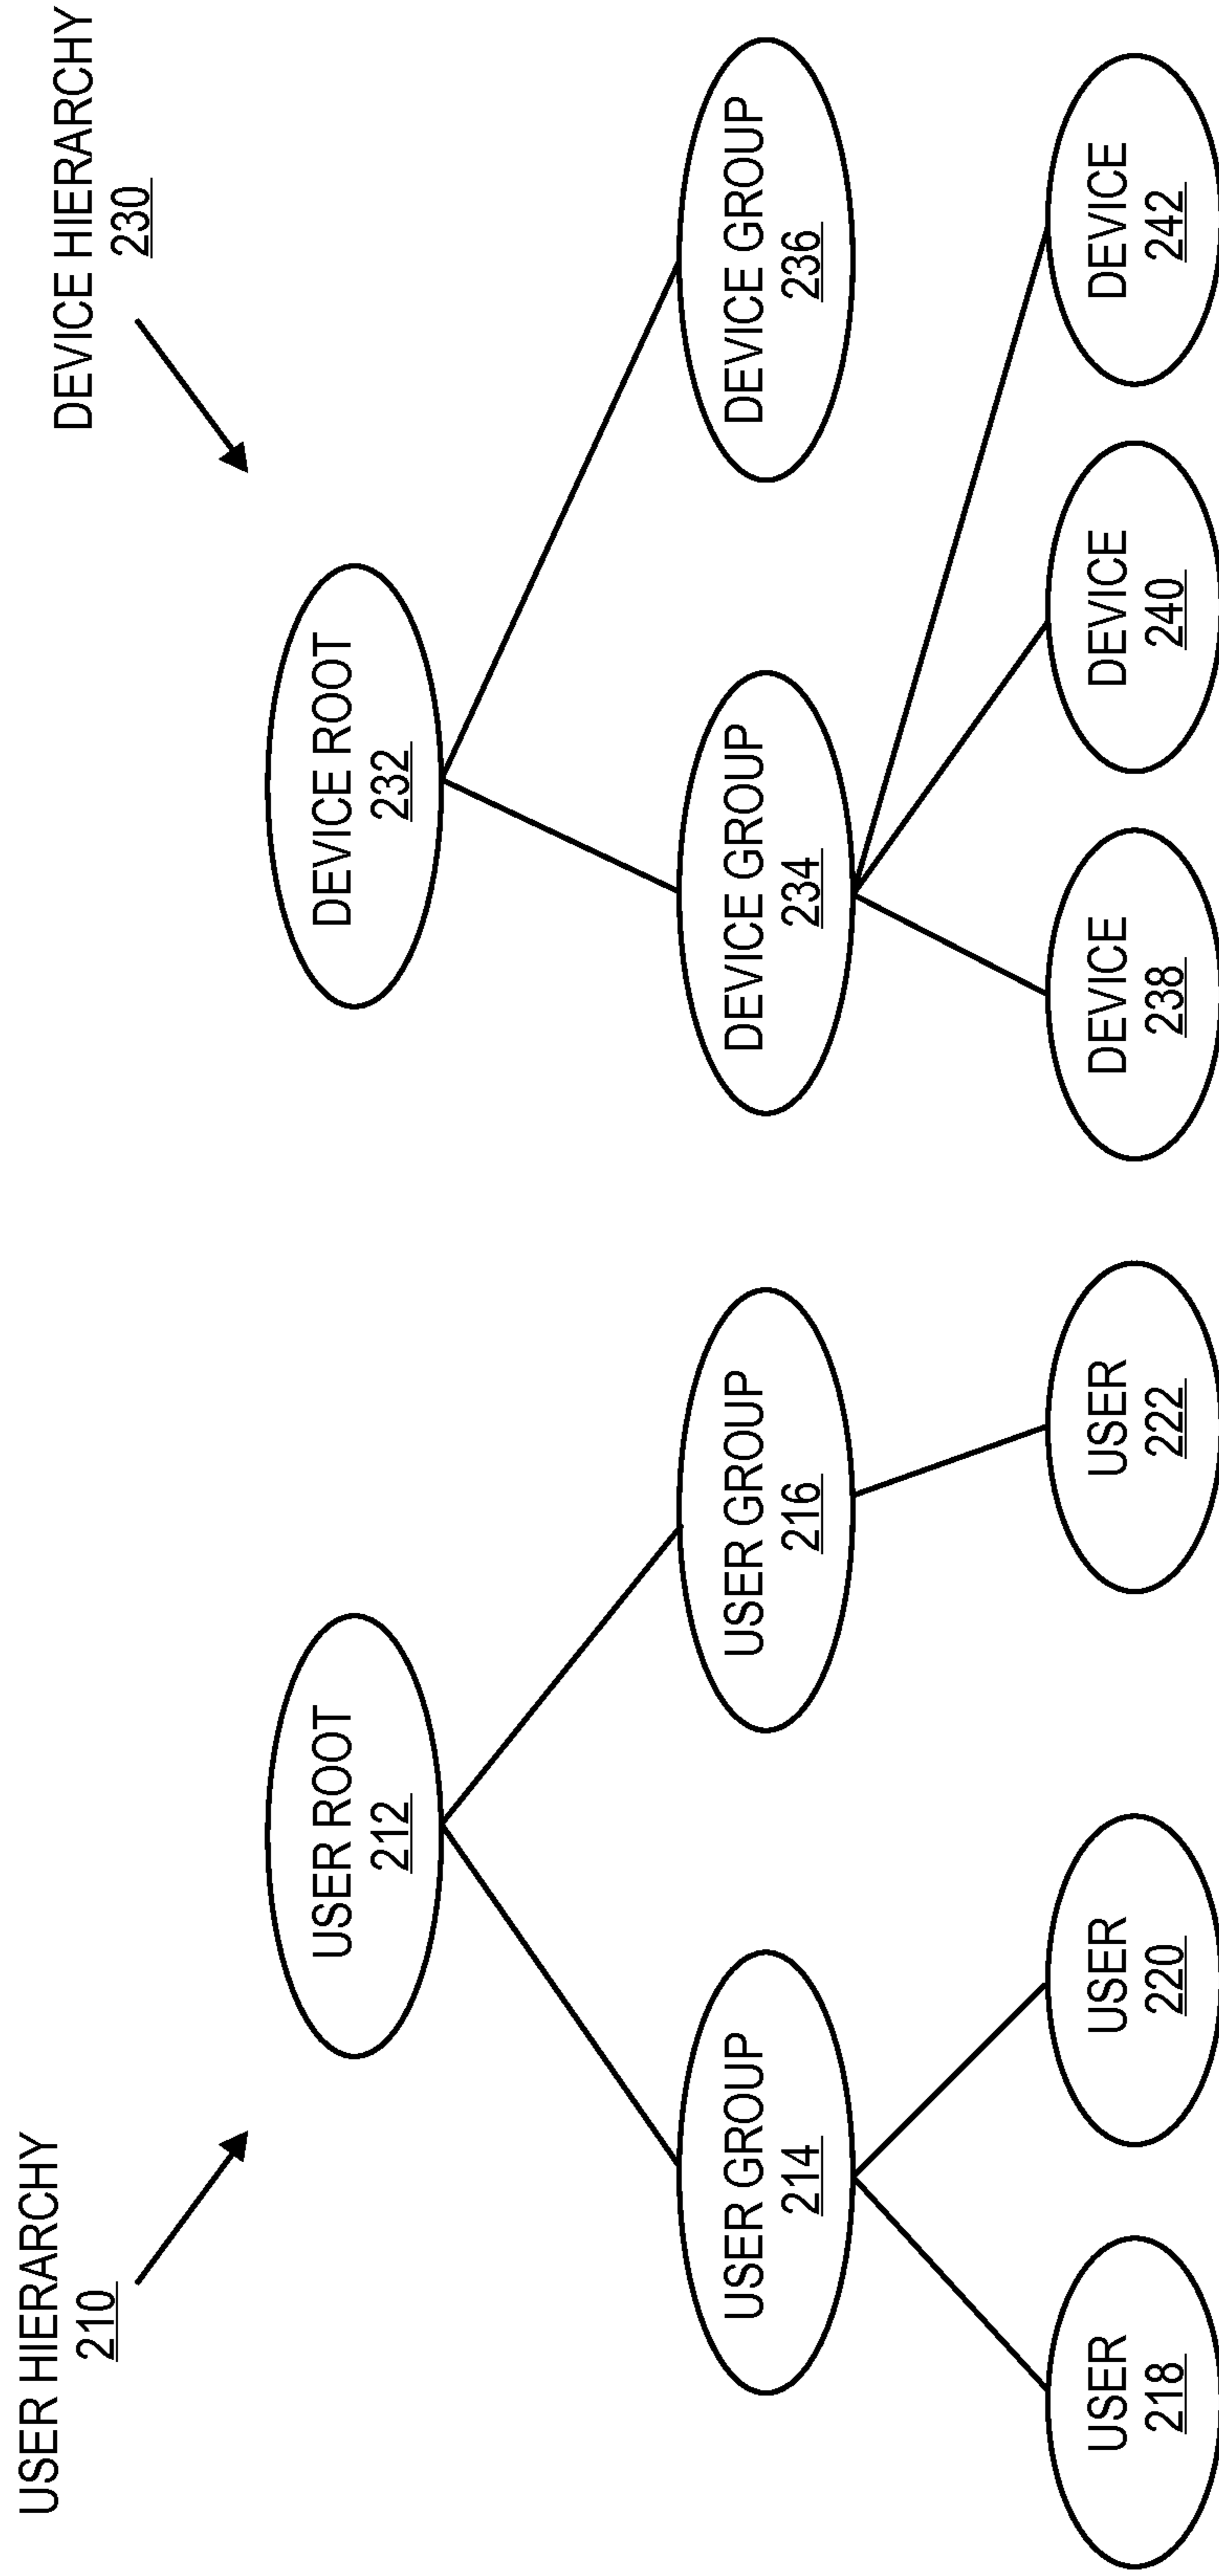 USER HIERARCHY
210
DEVICE HIERARCHY
230
USER ROOT
212
DEVICE ROOT
232
USER GROUP
214
USER GROUP
216
DEVICE GROUP
234
DEVICE GROUP
236
USER
218
USER
220
USER
222
DEVICE
238
DEVICE
240
DEVICE
242